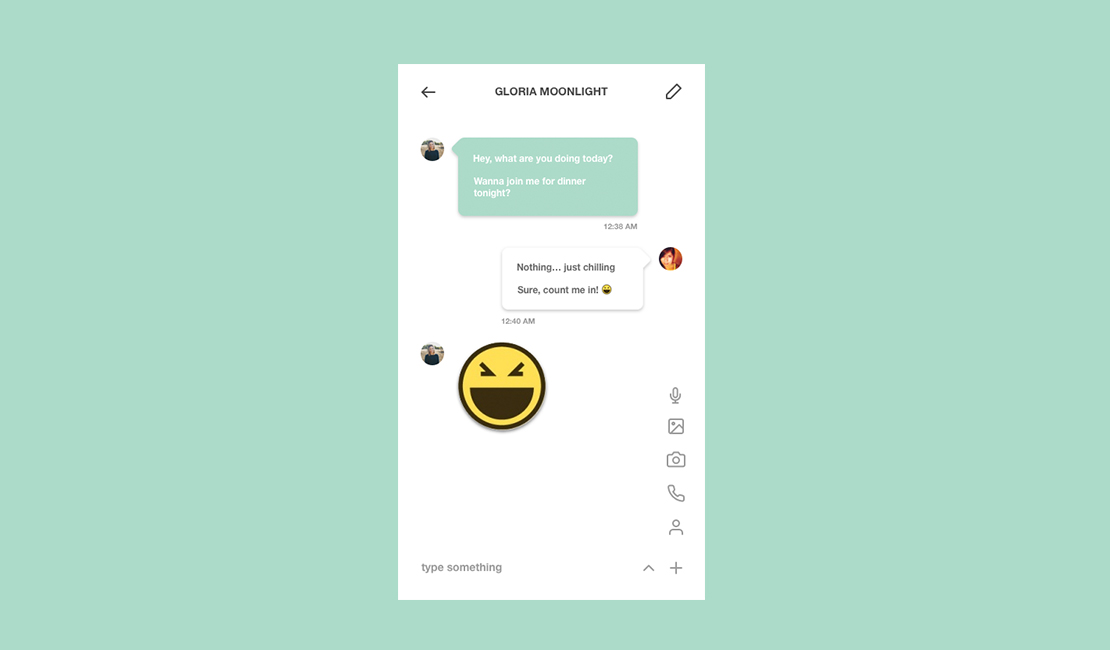 GLORIA MOONLIGHT
Hey, what are you doing today?
Wanna join me for dinner
tonight?
12:38 AM
Nothing... just chilling
Sure, count me in! 😀
12:40 AM
type something